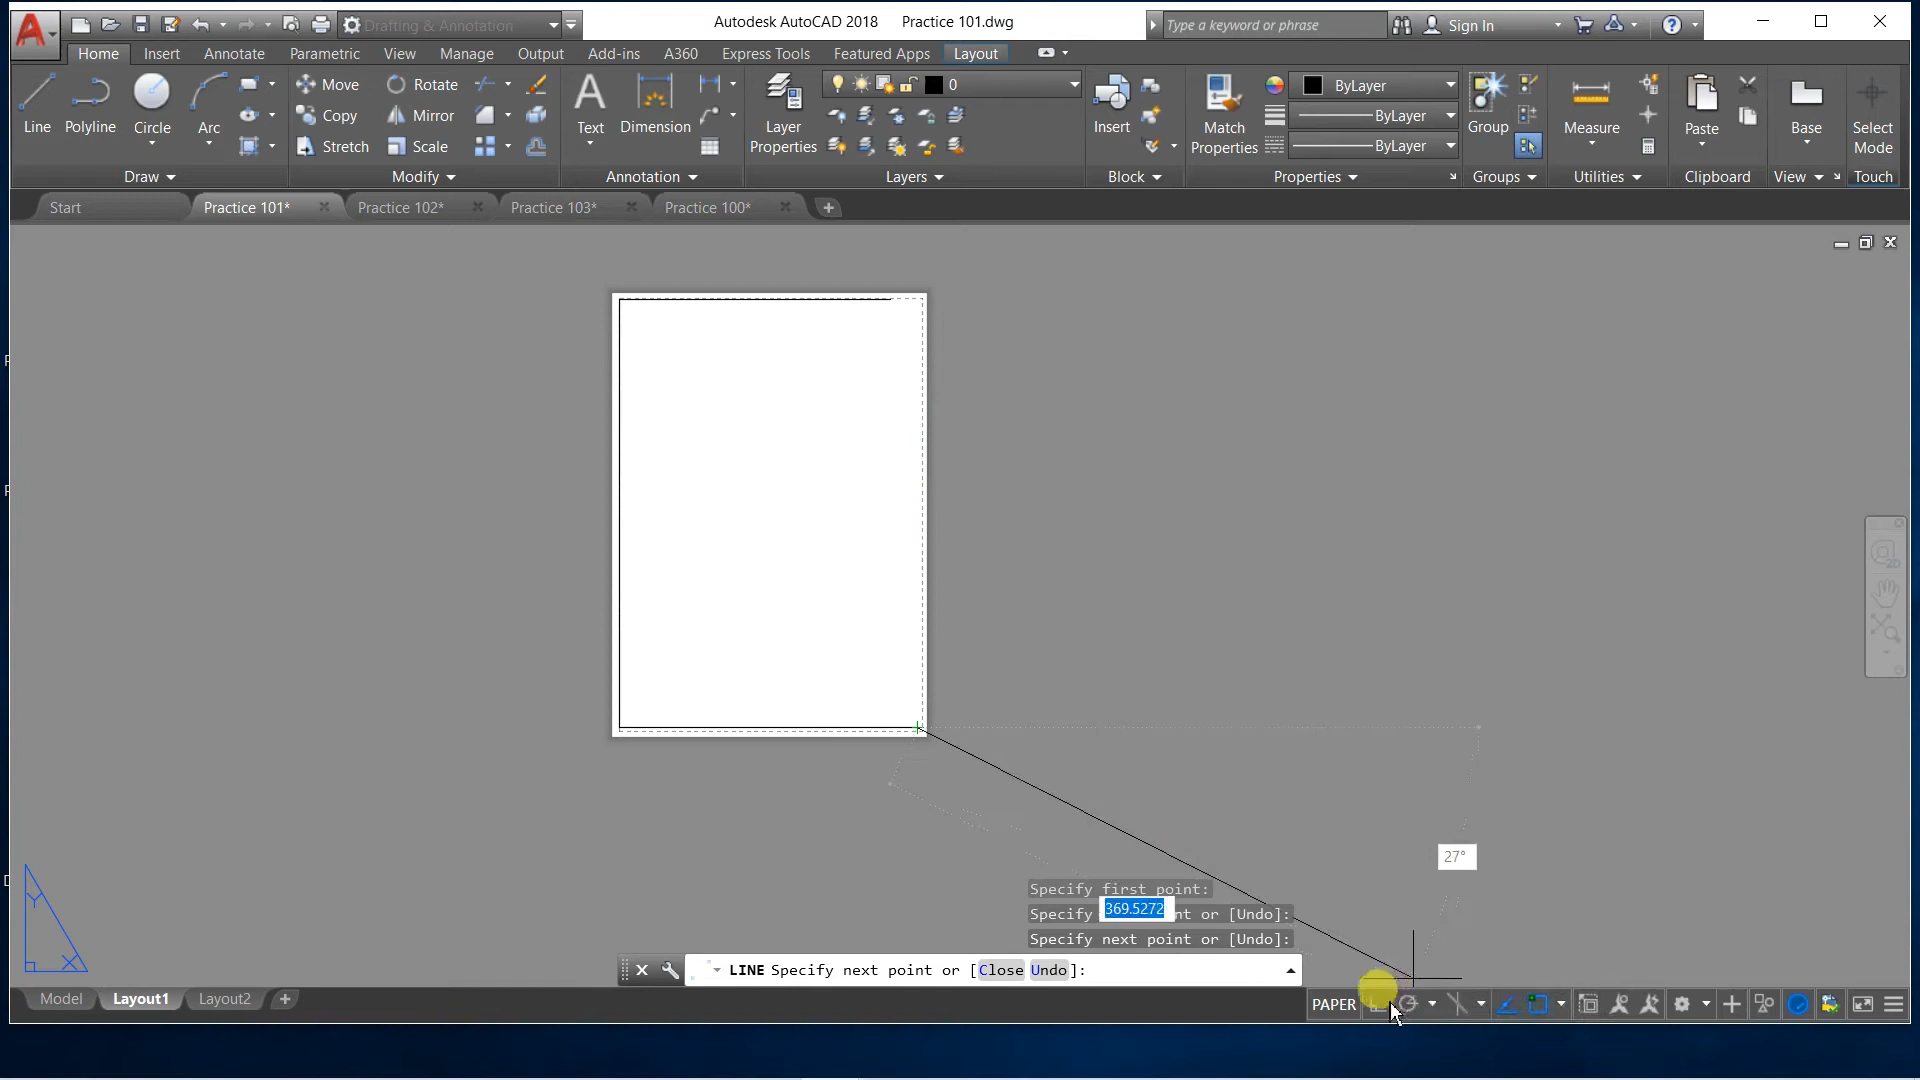 Drafting & Annotation
Autodesk AutoCAD 2018 Practice 101.dwg
Type a keyword or phrase
Sign In
Home Insert Annotate Parametric View Manage Output Add-ins A360 Express Tools Featured Apps Layout
Line
Polyline
Circle
Arc
Move
Copy
Stretch
Rotate
Mirror
Scale
Text
Dimension
Layer
Properties
0
Insert
Match
Properties
ByLayer
ByLayer
ByLayer
Group
Measure
Paste
Base
Select
Mode
Draw
Modify
Annotation
Layers
Block
Properties
Groups
Utilities
Clipboard
View
Touch
Start
Practice 101*
Practice 102*
Practice 103*
Practice 100*
2D
Y
X
27°
Specify first point:
369.5272
Specify nt or [Undo]:
Specify next point or [Undo]:
LINE Specify next point or [Close Undo]:
Model Layout1 Layout2
PAPER